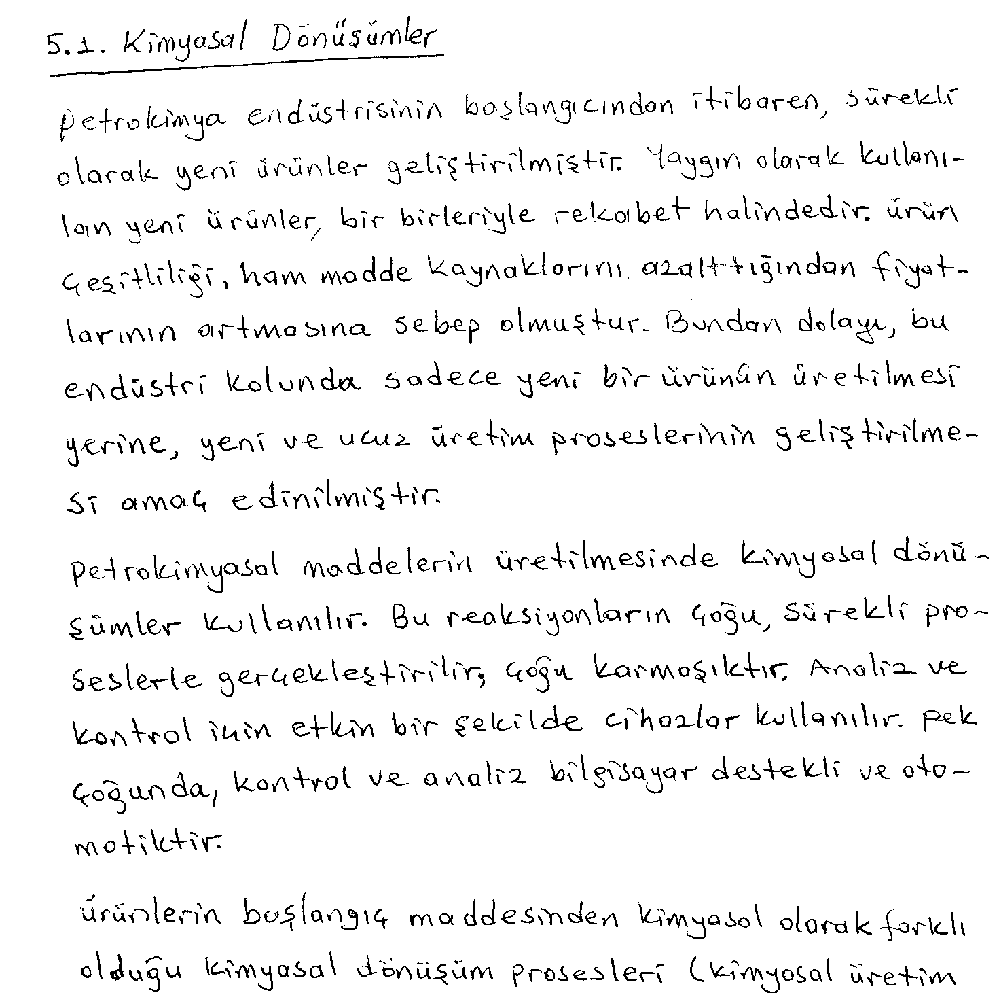 5.1. Kimyasal Dönüşümler
Petrokimya endüstrisinin başlangıcından itibaren, sürekli
olarak yeni ürünler geliştirilmiştir. Yaygın olarak kullanı-
lan yeni ürünler, bir birleriyle rekabet halindedir. ürün
çeşitliliği, ham madde kaynaklarını azalttığından fiyat-
larının artmasına sebep olmuştur. Bundan dolayı, bu
endüstri kolunda sadece yeni bir ürünün üretilmesi
yerine, yeni ve ucuz üretim proseslerinin geliştirilme-
si amaç edinilmiştir.
Petrokimyasal maddelerin üretilmesinde kimyasal dönü-
şümler kullanılır. Bu reaksiyonların çoğu, sürekli pro-
seslerle gerçekleştirilir; çoğu karmaşıktır. Analiz ve
kontrol için etkin bir şekilde cihazlar kullanılır. pek
çoğunda, kontrol ve analiz bilgisayar destekli ve oto-
matiktir.
ürünlerin başlangıç maddesinden kimyasal olarak farklı
olduğu kimyasal dönüşüm prosesleri (kimyasal üretim